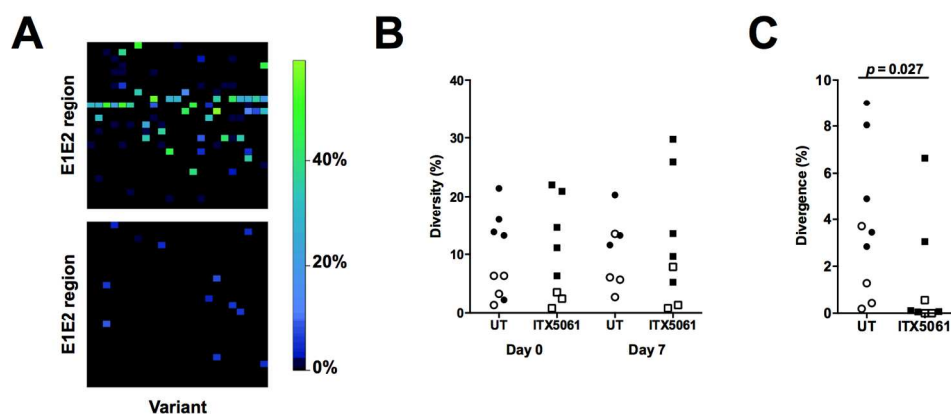 A
E1E2 region
E1E2 region
Variant
40%
20%
0%
B
Diversity (%)
40
30
20
10
0
UT
ITX5061
UT
ITX5061
Day 0
Day 7
C
p = 0.027
Divergence (%)
10
8
6
4
2
0
UT
ITX5061